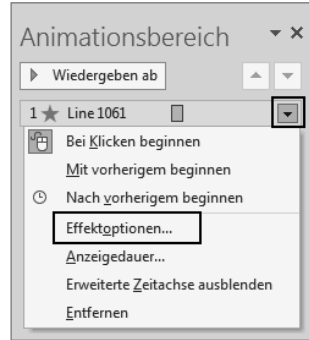 Animationsbereich
Wiedergeben ab
1 Line 1061
Bei Klicken beginnen
Mit vorherigem beginnen
Nach vorherigem beginnen
Effektoptionen...
Anzeigedauer...
Erweiterte Zeitachse ausblenden
Entfernen